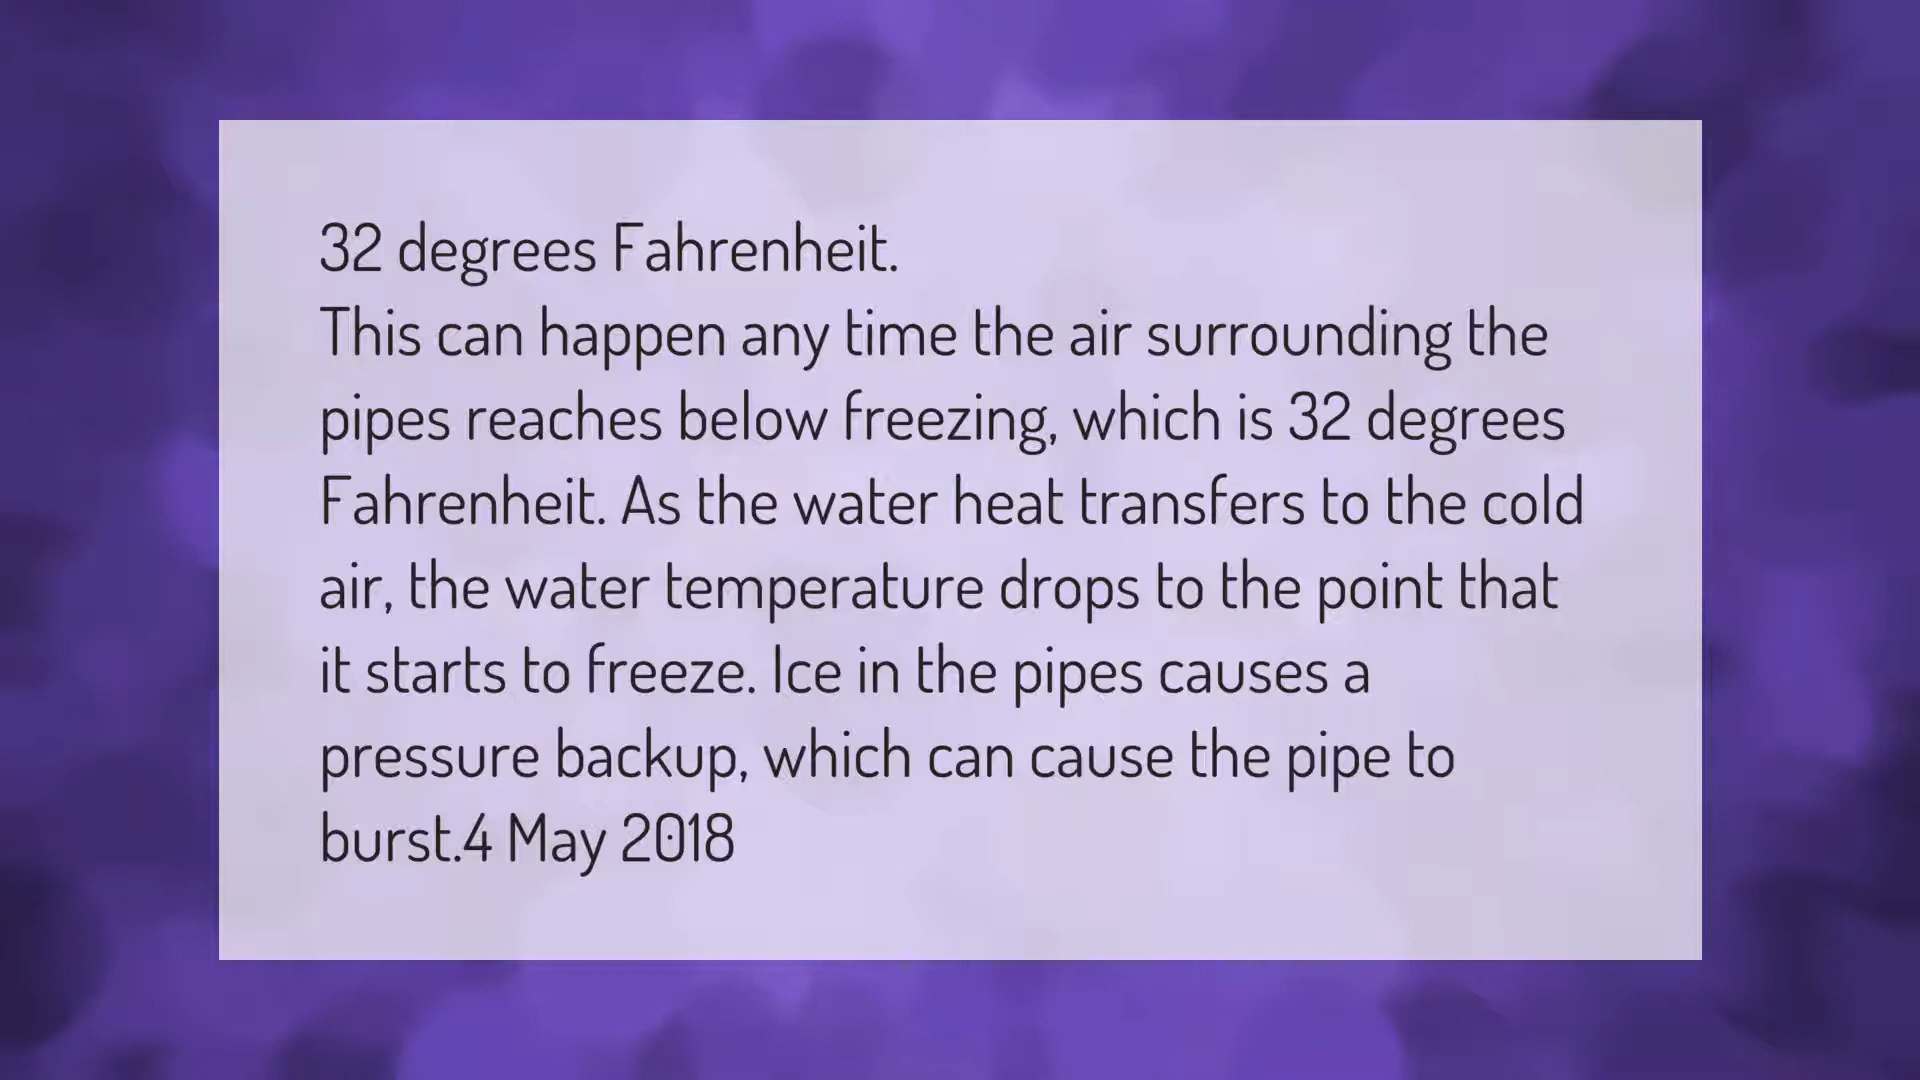 32 degrees Fahrenheit.
This can happen any time the air surrounding the
pipes reaches below freezing, which is 32 degrees
Fahrenheit. As the water heat transfers to the cold
air, the water temperature drops to the point that
it starts to freeze. Ice in the pipes causes a
pressure backup, which can cause the pipe to
burst.4 May 2018